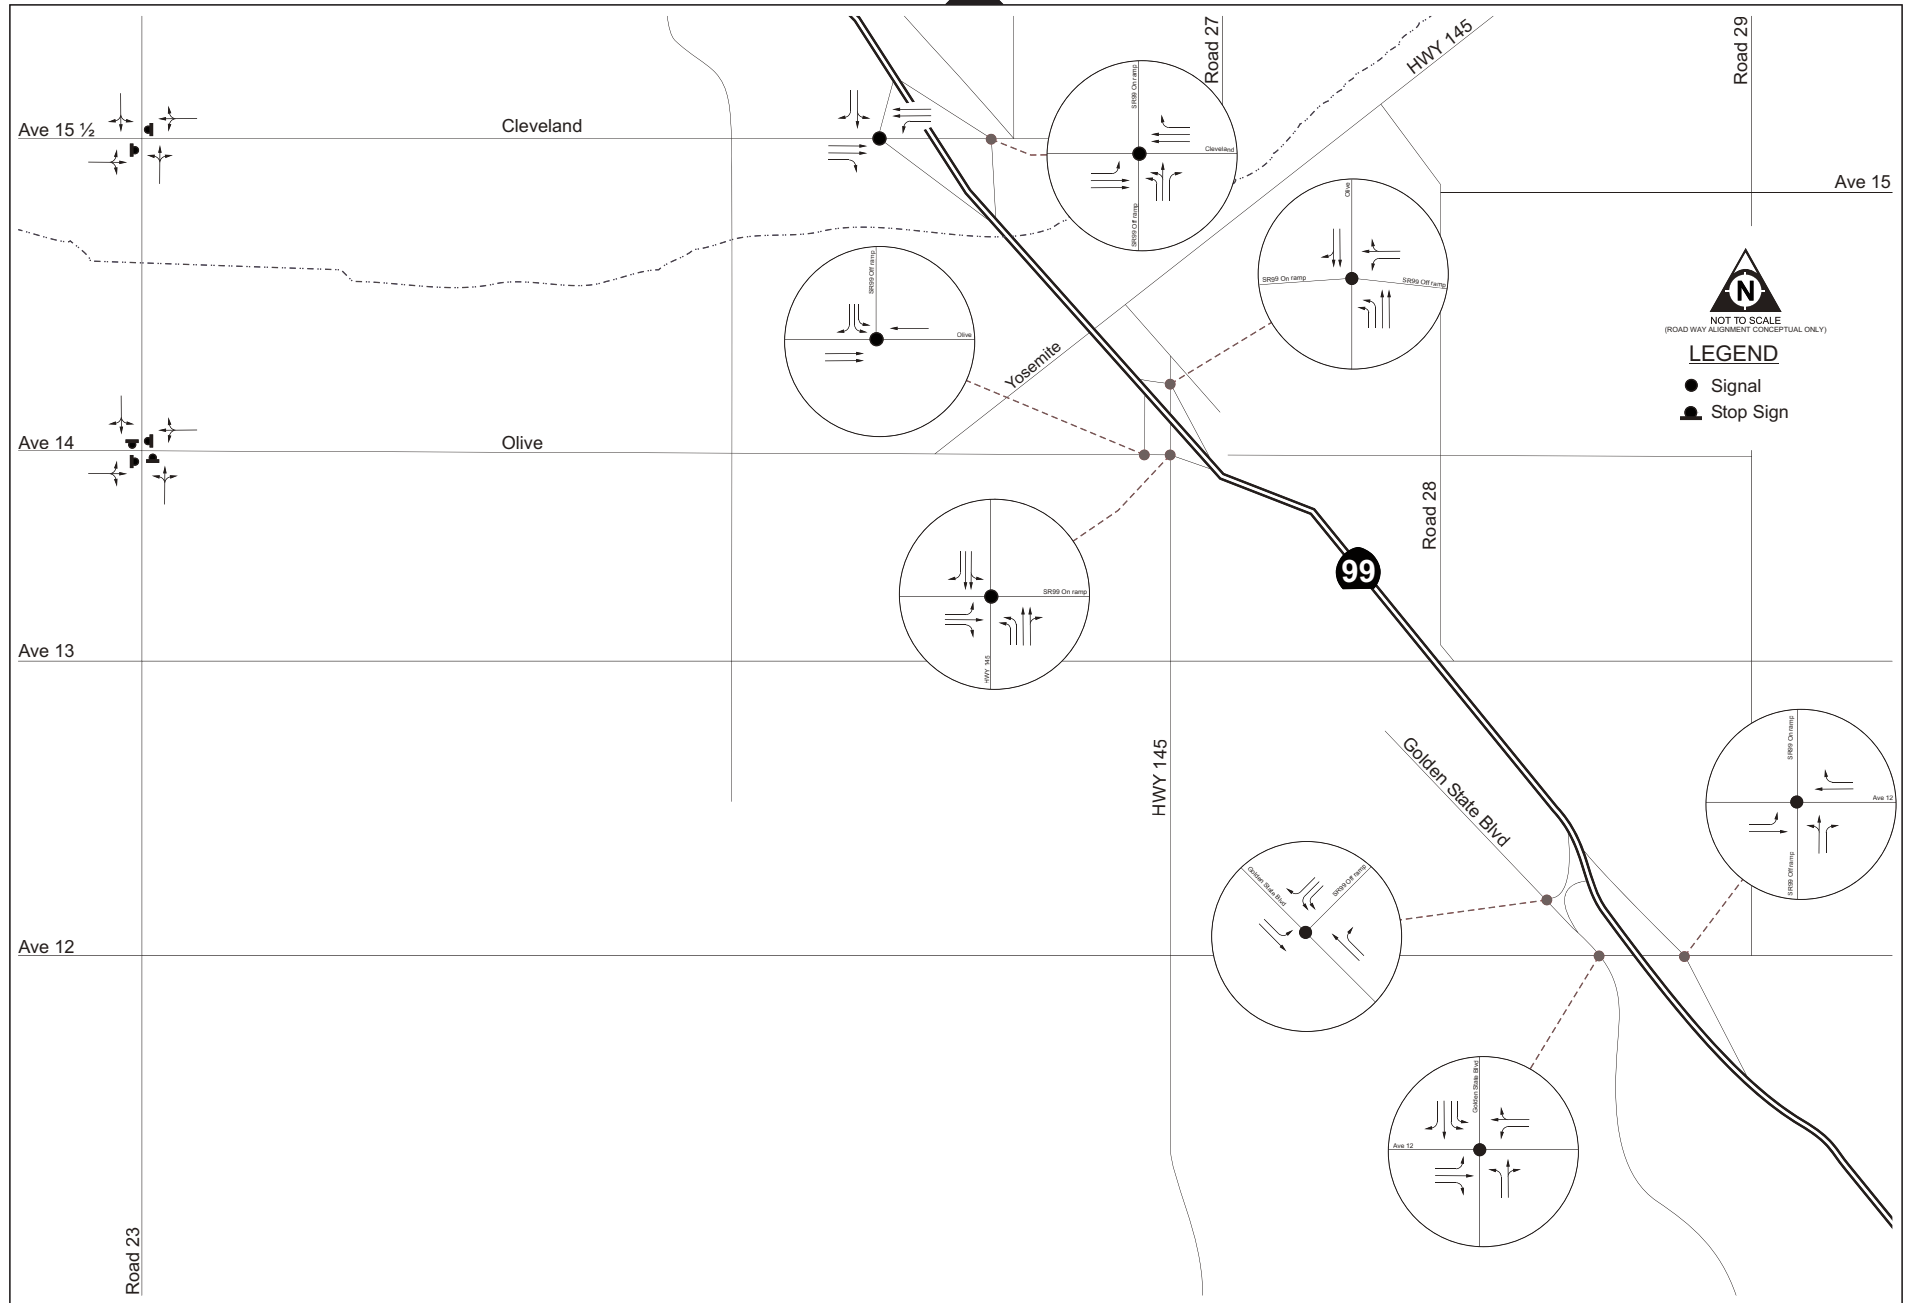 Road 27
HWY 145
Road 29
Ave 15 ½
Cleveland
SR99 On ramp
Cleveland
SR99 Off ramp
Ave 15
Olive
SR99 On ramp
SR99 Off ramp
SR99 Off ramp
Olive
N
NOT TO SCALE
(ROAD WAY ALIGNMENT CONCEPTUAL ONLY)
LEGEND
Signal
Stop Sign
Yosemite
Ave 14
Olive
Road 28
99
SR99 On ramp
HWY 145
Ave 13
HWY 145
Golden State Blvd
SR99 On ramp
Ave 12
SR99 Off ramp
Golden State Blvd
SR99 Off ramp
Ave 12
Golden State Blvd
Ave 12
Road 23